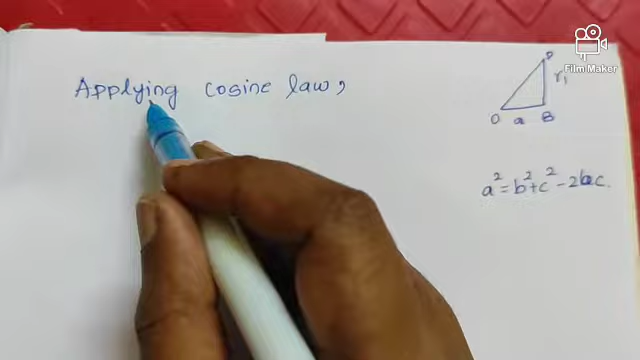 Applying cosine law,
P
r₁
O a B
a² = b² + c² - 2bc.
Film Maker